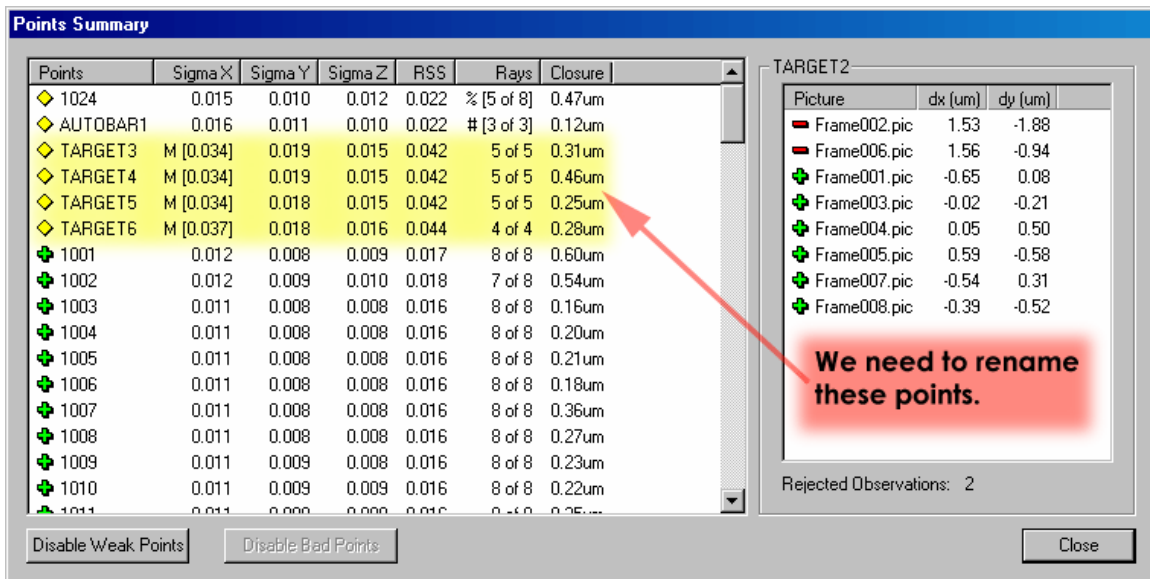 Points Summary
Points Sigma X Sigma Y Sigma Z RSS Rays Closure
1024 0.015 0.010 0.012 0.022 % [5 of 8] 0.47um
AUTOBAR1 0.016 0.011 0.010 0.022 # [3 of 3] 0.12um
TARGET3 M [0.034] 0.019 0.015 0.042 5 of 5 0.31um
TARGET4 M [0.034] 0.019 0.015 0.042 5 of 5 0.46um
TARGET5 M [0.034] 0.018 0.015 0.042 5 of 5 0.25um
TARGET6 M [0.037] 0.018 0.016 0.044 4 of 4 0.28um
1001 0.012 0.008 0.009 0.017 8 of 8 0.60um
1002 0.012 0.009 0.010 0.018 7 of 8 0.54um
1003 0.011 0.008 0.008 0.016 8 of 8 0.16um
1004 0.011 0.008 0.008 0.016 8 of 8 0.20um
1005 0.011 0.008 0.008 0.016 8 of 8 0.21um
1006 0.011 0.008 0.008 0.016 8 of 8 0.18um
1007 0.011 0.008 0.008 0.016 8 of 8 0.36um
1008 0.011 0.008 0.008 0.016 8 of 8 0.27um
1009 0.011 0.009 0.008 0.016 8 of 8 0.23um
1010 0.011 0.009 0.009 0.016 8 of 8 0.22um
Disable Weak Points Disable Bad Points
TARGET2
Picture dx (um) dy (um)
Frame002.pic 1.53 -1.88
Frame006.pic 1.56 -0.94
Frame001.pic -0.65 0.08
Frame003.pic -0.02 -0.21
Frame004.pic 0.05 0.50
Frame005.pic 0.59 -0.58
Frame007.pic -0.54 0.31
Frame008.pic -0.39 -0.52
We need to rename
these points.
Rejected Observations: 2
Close